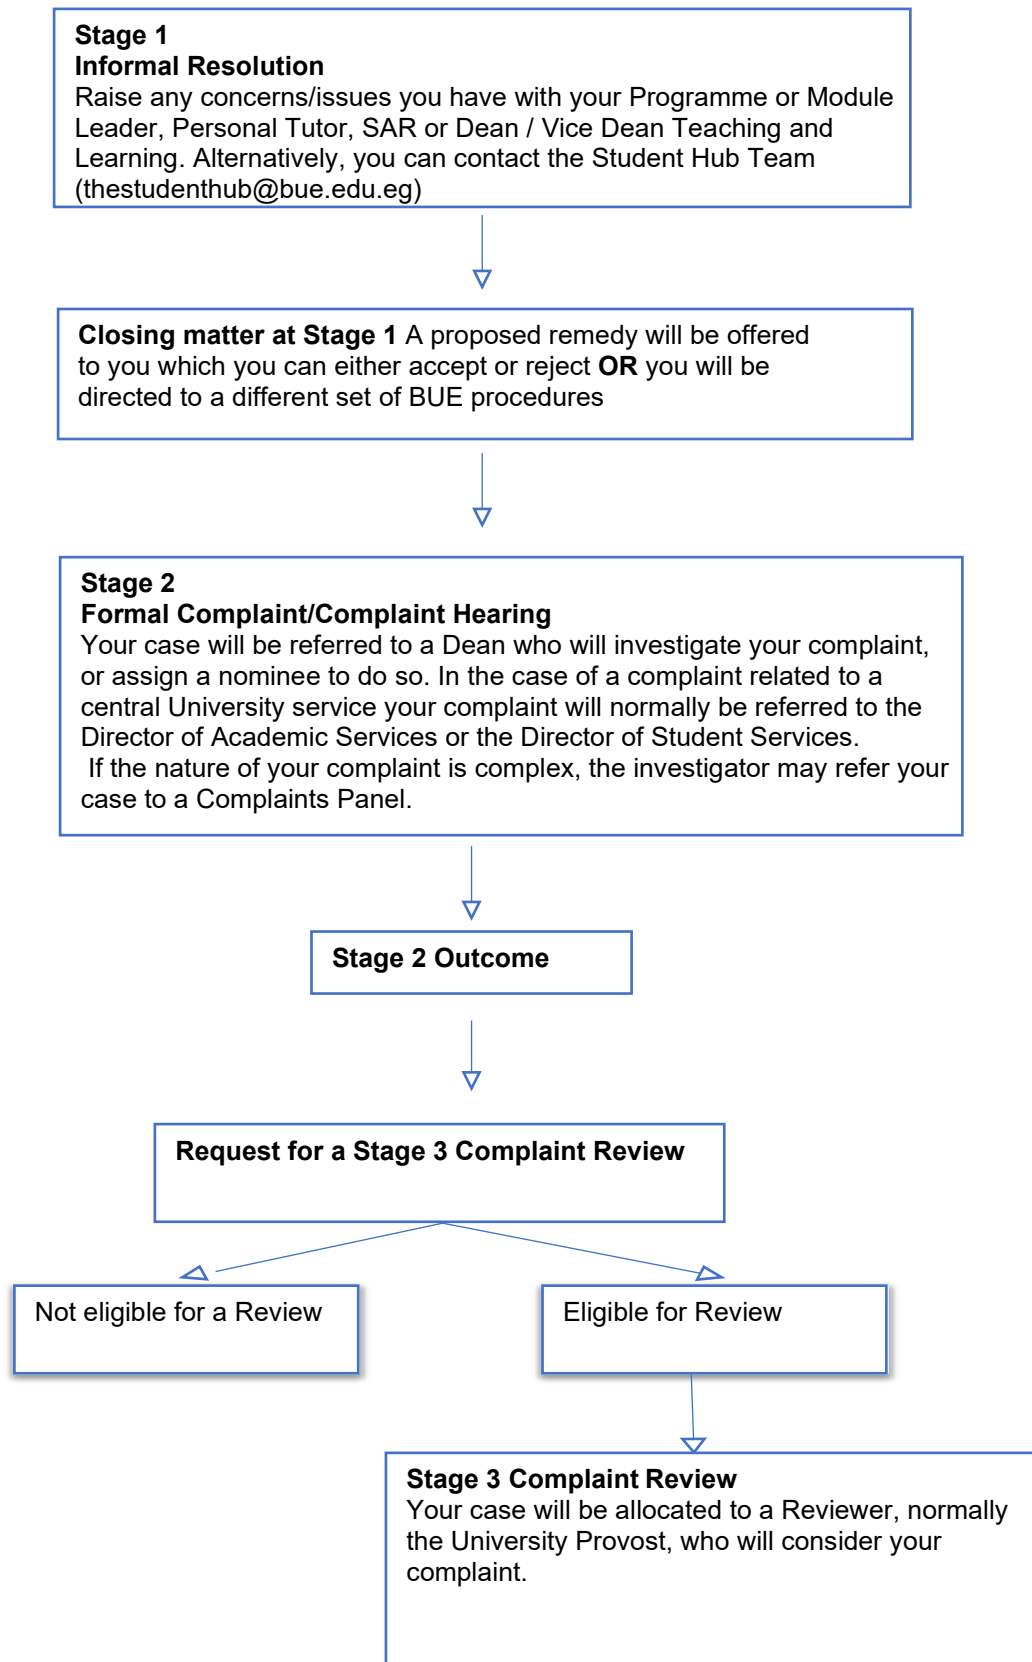 Stage 1
Informal Resolution
Raise any concerns/issues you have with your Programme or Module
Leader, Personal Tutor, SAR or Dean / Vice Dean Teaching and
Learning. Alternatively, you can contact the Student Hub Team
(thestudenthub@bue.edu.eg)
Closing matter at Stage 1 A proposed remedy will be offered
to you which you can either accept or reject OR you will be
directed to a different set of BUE procedures
Stage 2
Formal Complaint/Complaint Hearing
Your case will be referred to a Dean who will investigate your complaint,
or assign a nominee to do so. In the case of a complaint related to a
central University service your complaint will normally be referred to the
Director of Academic Services or the Director of Student Services.
If the nature of your complaint is complex, the investigator may refer your
case to a Complaints Panel.
Stage 2 Outcome
Request for a Stage 3 Complaint Review
Not eligible for a Review
Eligible for Review
Stage 3 Complaint Review
Your case will be allocated to a Reviewer, normally
the University Provost, who will consider your
complaint.